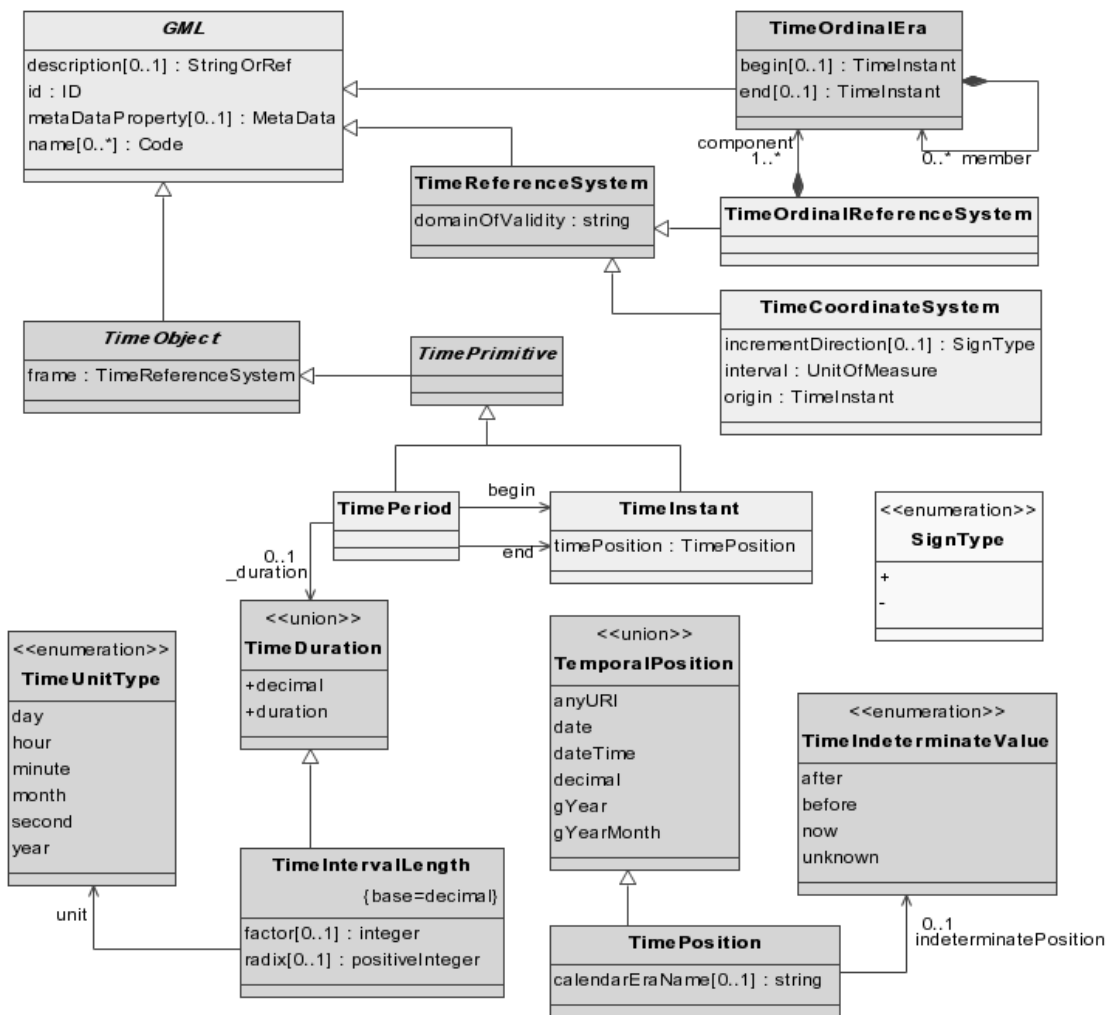 GML
description[0..1] : StringOrRef
id : ID
metaDataProperty[0..1] : MetaData
name[0..*] : Code
TimeOrdinalEra
begin[0..1] : TimeInstant
end[0..1] : TimeInstant
component
1..*
0..* member
TimeReferenceSystem
domainOfValidity : string
TimeOrdinalReferenceSystem
TimeCoordinateSystem
incrementDirection[0..1] : SignType
interval : UnitOfMeasure
origin : TimeInstant
TimeObject
frame : TimeReferenceSystem
TimePrimitive
TimePeriod
begin
end
TimeInstant
timePosition : TimePosition
<<enumeration>>
SignType
+
-
0..1
_duration
<<union>>
TimeDuration
+decimal
+duration
<<enumeration>>
TimeUnitType
day
hour
minute
month
second
year
<<union>>
TemporalPosition
anyURI
date
dateTime
decimal
gYear
gYearMonth
<<enumeration>>
TimeIndeterminateValue
after
before
now
unknown
TimeIntervalLength
{base=decimal}
factor[0..1] : integer
radix[0..1] : positiveInteger
unit
0..1
indeterminatePosition
TimePosition
calendarEraName[0..1] : string